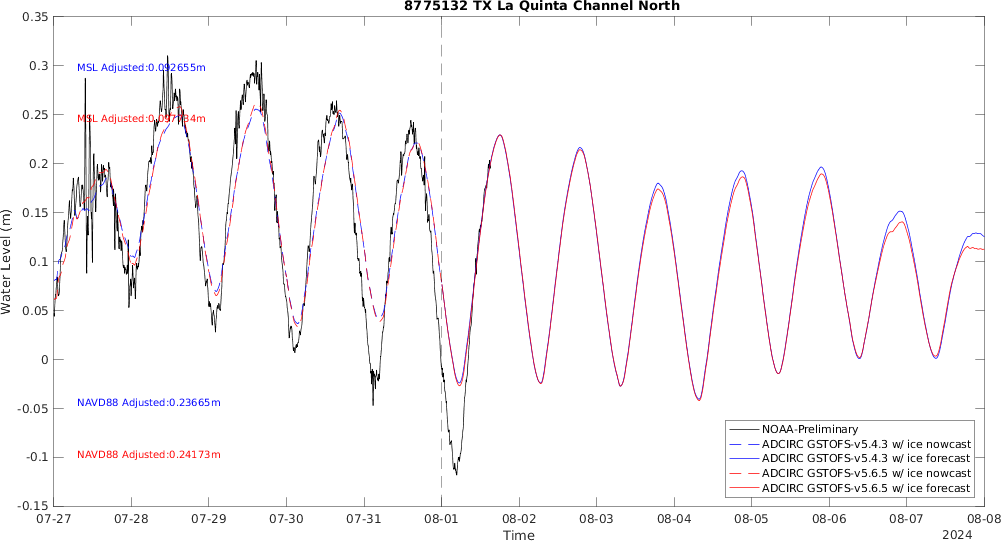 8775132 TX La Quinta Channel North
0.35
0.3
0.25
0.2
0.15
0.1
0.05
0
-0.05
-0.1
-0.15
Water Level (m)
MSL Adjusted:0.092655m
MSL Adjusted:0.097734m
NAVD88 Adjusted:0.23665m
NAVD88 Adjusted:0.24173m
NOAA-Preliminary
ADCIRC GSTOFS-v5.4.3 w/ ice nowcast
ADCIRC GSTOFS-v5.4.3 w/ ice forecast
ADCIRC GSTOFS-v5.6.5 w/ ice nowcast
ADCIRC GSTOFS-v5.6.5 w/ ice forecast
07-27 07-28 07-29 07-30 07-31 08-01 08-02 08-03 08-04 08-05 08-06 08-07 08-08
Time
2024